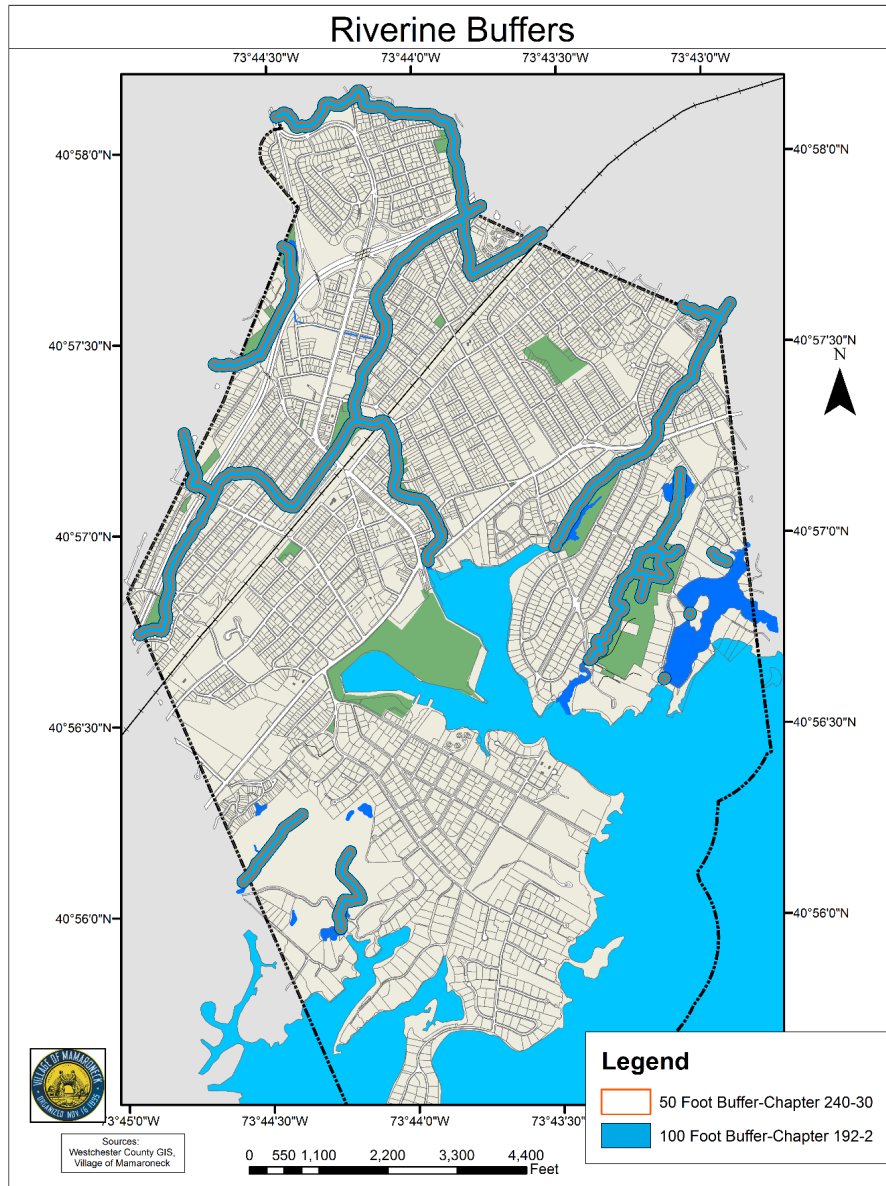 Riverine Buffers
73°44'30"W
73°44'0"W
73°43'30"W
73°43'0"W
40°58'0"N
40°58'0"N
40°57'30"N
40°57'30"N
N
40°57'0"N
40°57'0"N
40°56'30"N
40°56'30"N
40°56'0"N
40°56'0"N
VILLAGE OF MAMARONECK
ORGANIZED NOV. 16 1895
73°45'0"W
73°44'30"W
73°44'0"W
73°43'30"
Legend
50 Foot Buffer-Chapter 240-30
100 Foot Buffer-Chapter 192-2
Sources:
Westchester County GIS,
Village of Mamaroneck
0 550 1,100 2,200 3,300 4,400
Feet